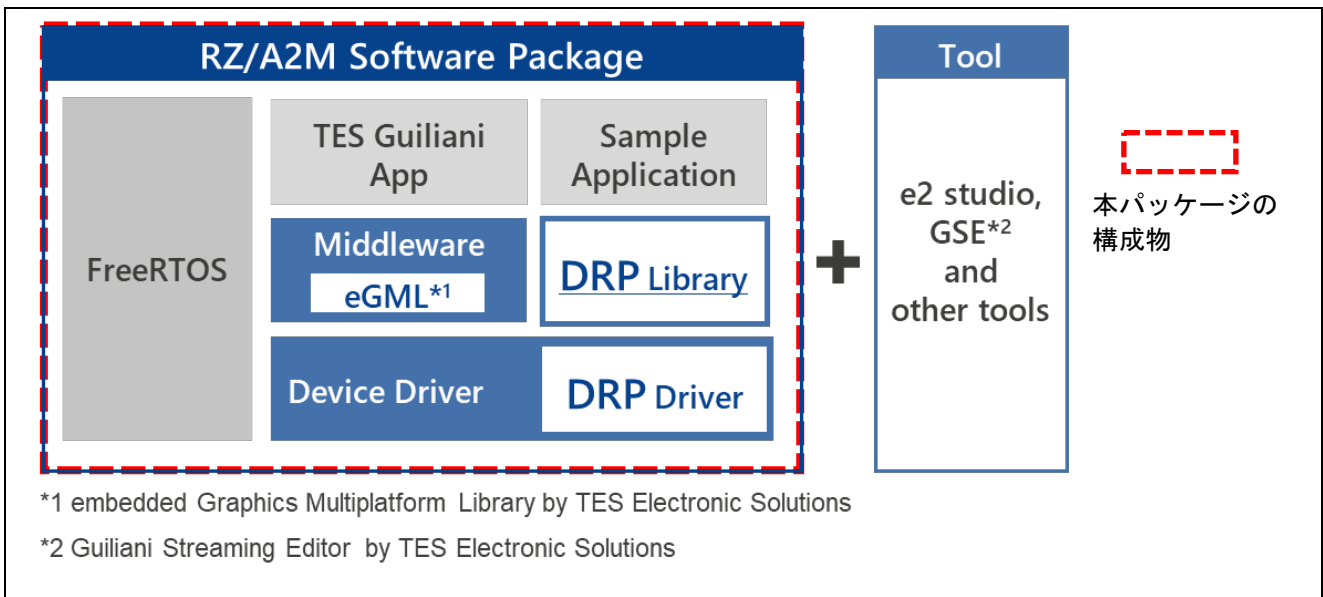 RZ/A2M Software Package
FreeRTOS
TES Guiliani
App
Sample
Application
Middleware
eGML*1
DRP Library
Device Driver
DRP Driver
+
Tool
e2 studio,
GSE*2
and
other tools
本パッケージの
構成物
*1 embedded Graphics Multiplatform Library by TES Electronic Solutions
*2 Guiliani Streaming Editor by TES Electronic Solutions